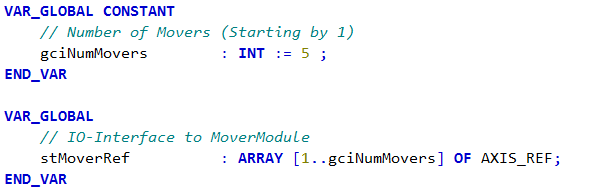 VAR_GLOBAL CONSTANT
// Number of Movers (Starting by 1)
gciNumMovers : INT := 5 ;
END_VAR
VAR_GLOBAL
// IO-Interface to MoverModule
stMoverRef : ARRAY [1..gciNumMovers] OF AXIS_REF;
END_VAR